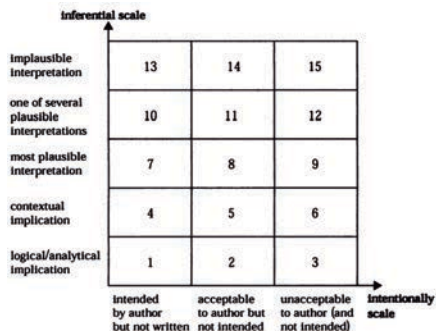 inferential scale
implausible
interpretation
13 14 15
one of several
plausible
interpretations
10 11 12
most plausible
interpretation
7 8 9
contextual
implication
4 5 6
logical/analytical
implication
1 2 3
intended
by author
but not written
acceptable
to author but
not intended
unacceptable
to author (and
not intended)
intentionally
scale